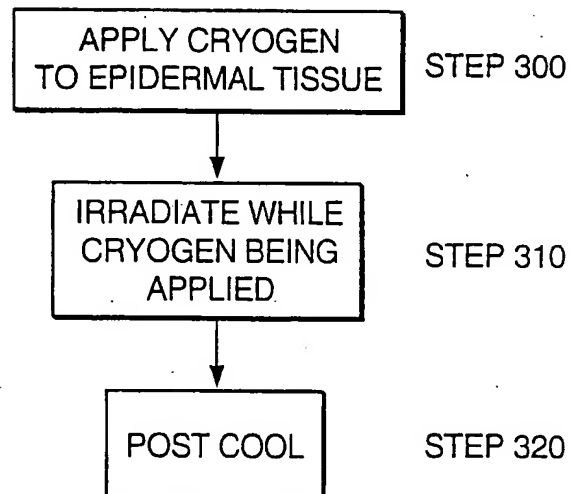 APPLY CRYOGEN
TO EPIDERMAL TISSUE
STEP 300
IRRADIATE WHILE
CRYOGEN BEING
APPLIED
STEP 310
POST COOL
STEP 320